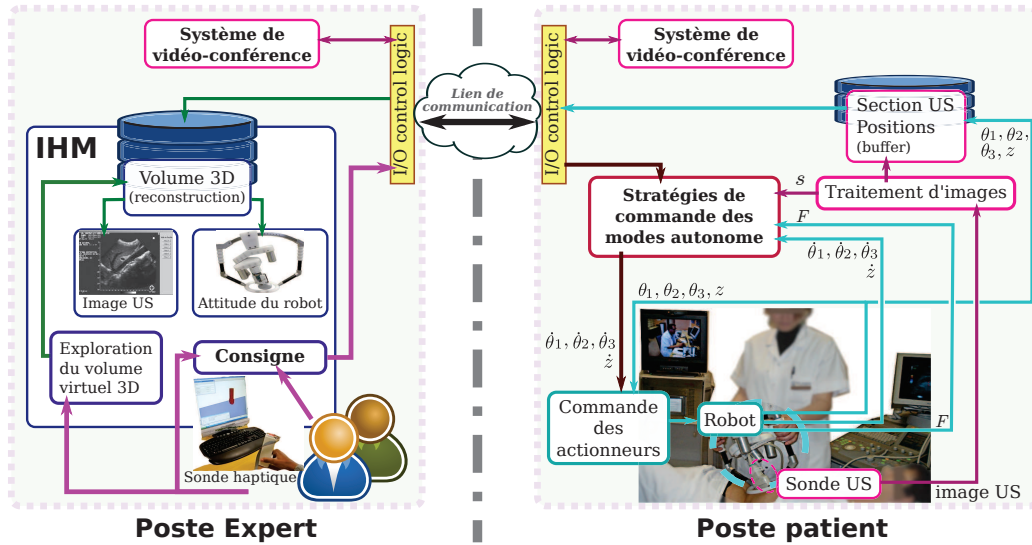 Système de
vidéo-conférence
I/O control logic
Lien de
communication
I/O control logic
Système de
vidéo-conférence
IHM
Volume 3D
(reconstruction)
Image US
Attitude du robot
Exploration
du volume
virtuel 3D
Consigne
Sonde haptique
Poste Expert
Section US
Positions
(buffer)
θ1, θ2,
θ3, z
s
Traitement d'images
Stratégies de
commande des
modes autonome
F
θ̇1, θ̇2, θ̇3
ż
θ1, θ2, θ3, z
θ̇1, θ̇2, θ̇3
ż
Commande
des
actionneurs
Robot
F
Sonde US
image US
Poste patient